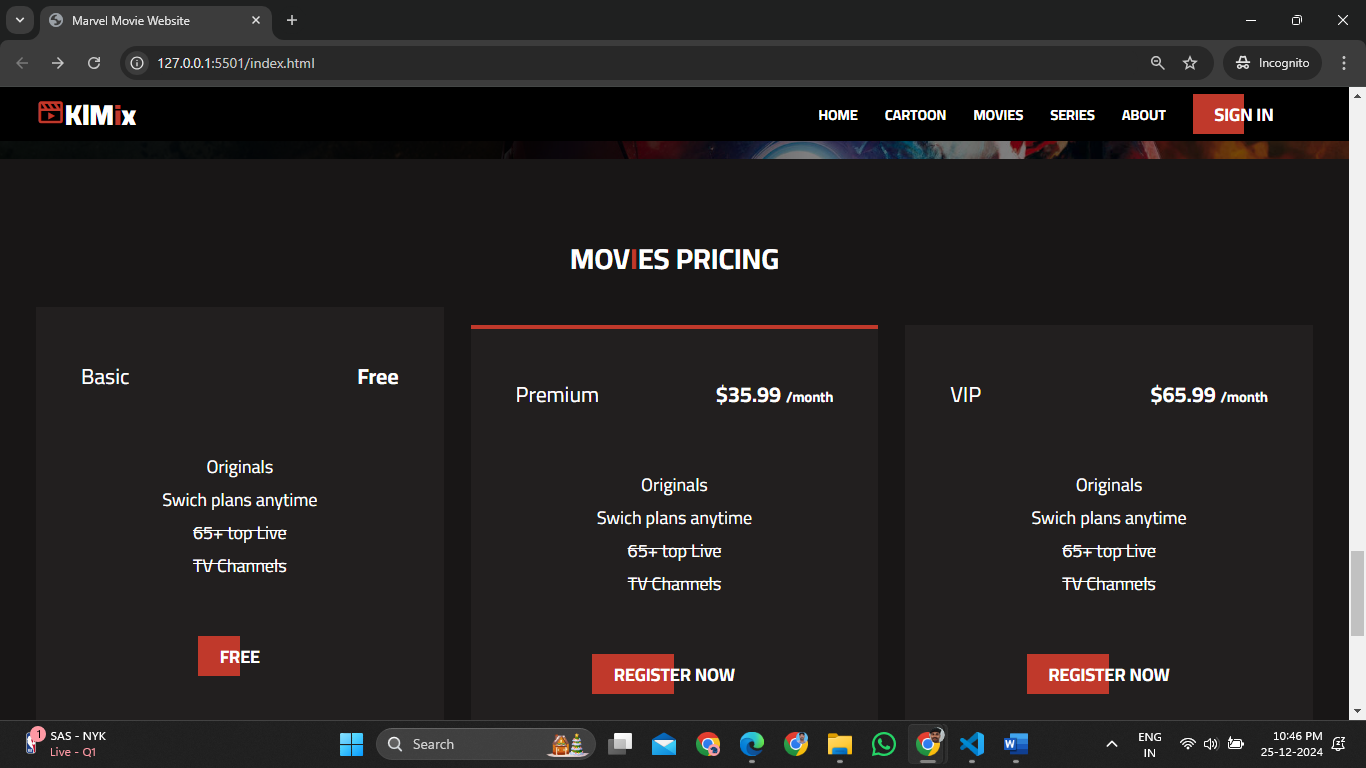 Marvel Movie Website
127.0.0.1:5501/index.html
Incognito
KIMix
HOME CARTOON MOVIES SERIES ABOUT SIGN IN
MOVIES PRICING
Basic Free
Originals
Swich plans anytime
65+ top Live
TV Channels
FREE
Premium $35.99 /month
Originals
Swich plans anytime
65+ top Live
TV Channels
REGISTER NOW
VIP $65.99 /month
Originals
Swich plans anytime
65+ top Live
TV Channels
REGISTER NOW
1
SAS - NYK
Live - Q1
Search
ENG
IN
10:46 PM
25-12-2024